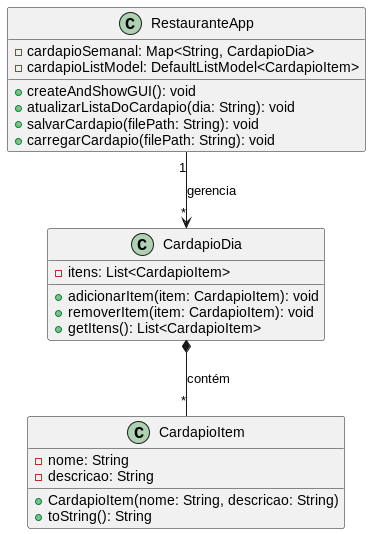 C RestauranteApp
cardapioSemanal: Map<String, CardapioDia>
cardapioListModel: DefaultListModel<CardapioItem>
createAndShowGUI(): void
atualizarListaDoCardapio(dia: String): void
salvarCardapio(filePath: String): void
carregarCardapio(filePath: String): void
1
gerencia
*
C CardapioDia
itens: List<CardapioItem>
adicionarItem(item: CardapioItem): void
removerItem(item: CardapioItem): void
getItens(): List<CardapioItem>
contém
*
C CardapioItem
nome: String
descricao: String
CardapioItem(nome: String, descricao: String)
toString(): String